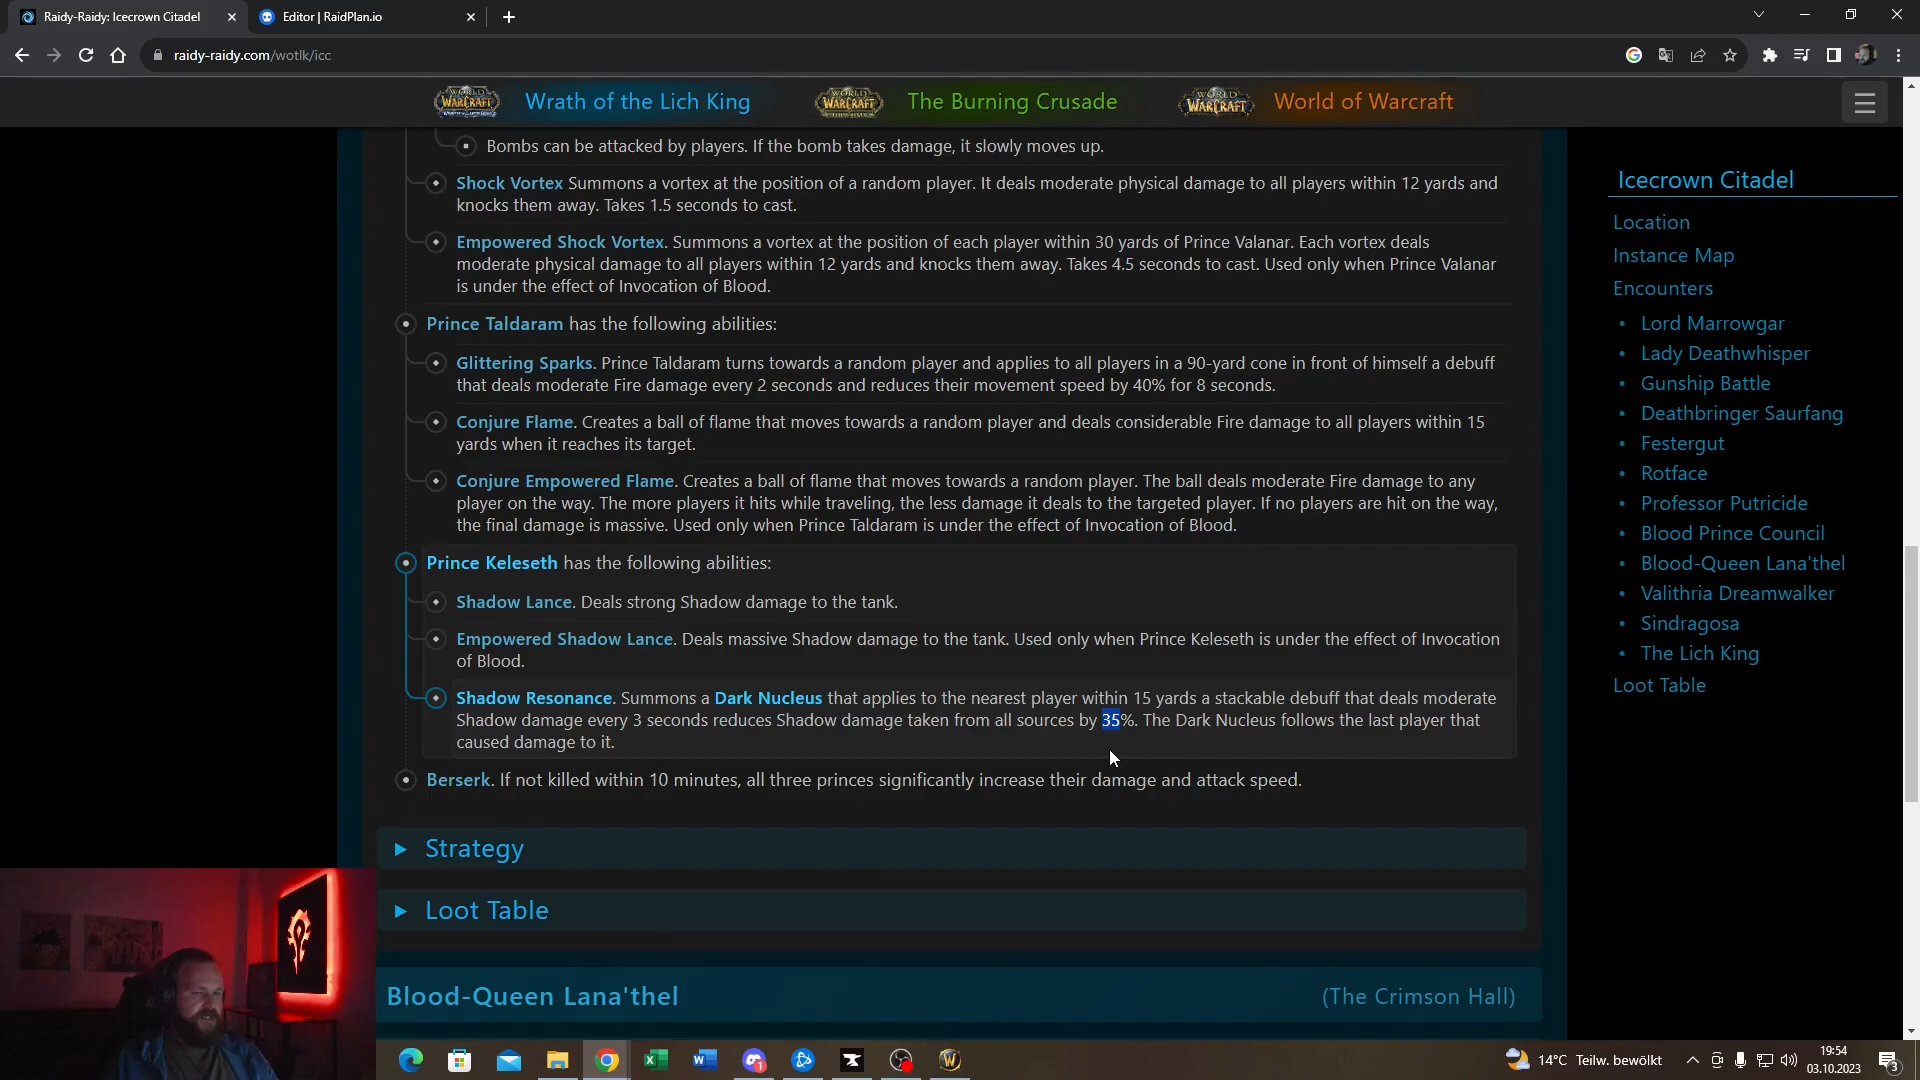 Raidy-Raidy: Icecrown Citadel
Editor | RaidPlan.io
raidy-raidy.com/wotlk/icc
Wrath of the Lich King
The Burning Crusade
World of Warcraft
Bombs can be attacked by players. If the bomb takes damage, it slowly moves up.
Shock Vortex Summons a vortex at the position of a random player. It deals moderate physical damage to all players within 12 yards and
knocks them away. Takes 1.5 seconds to cast.
Empowered Shock Vortex. Summons a vortex at the position of each player within 30 yards of Prince Valanar. Each vortex deals
moderate physical damage to all players within 12 yards and knocks them away. Takes 4.5 seconds to cast. Used only when Prince Valanar
is under the effect of Invocation of Blood.
Prince Taldaram has the following abilities:
Glittering Sparks. Prince Taldaram turns towards a random player and applies to all players in a 90-yard cone in front of himself a debuff
that deals moderate Fire damage every 2 seconds and reduces their movement speed by 40% for 8 seconds.
Conjure Flame. Creates a ball of flame that moves towards a random player and deals considerable Fire damage to all players within 15
yards when it reaches its target.
Conjure Empowered Flame. Creates a ball of flame that moves towards a random player. The ball deals moderate Fire damage to any
player on the way. The more players it hits while traveling, the less damage it deals to the targeted player. If no players are hit on the way,
the final damage is massive. Used only when Prince Taldaram is under the effect of Invocation of Blood.
Prince Keleseth has the following abilities:
Shadow Lance. Deals strong Shadow damage to the tank.
Empowered Shadow Lance. Deals massive Shadow damage to the tank. Used only when Prince Keleseth is under the effect of Invocation
of Blood.
Shadow Resonance. Summons a Dark Nucleus that applies to the nearest player within 15 yards a stackable debuff that deals moderate
Shadow damage every 3 seconds reduces Shadow damage taken from all sources by 35%. The Dark Nucleus follows the last player that
caused damage to it.
Berserk. If not killed within 10 minutes, all three princes significantly increase their damage and attack speed.
Strategy
Loot Table
Blood-Queen Lana'thel
(The Crimson Hall)
Icecrown Citadel
Location
Instance Map
Encounters
Lord Marrowgar
Lady Deathwhisper
Gunship Battle
Deathbringer Saurfang
Festergut
Rotface
Professor Putricide
Blood Prince Council
Blood-Queen Lana'thel
Valithria Dreamwalker
Sindragosa
The Lich King
Loot Table
14°C Teilw. bewölkt
19:54
03.10.2023
3